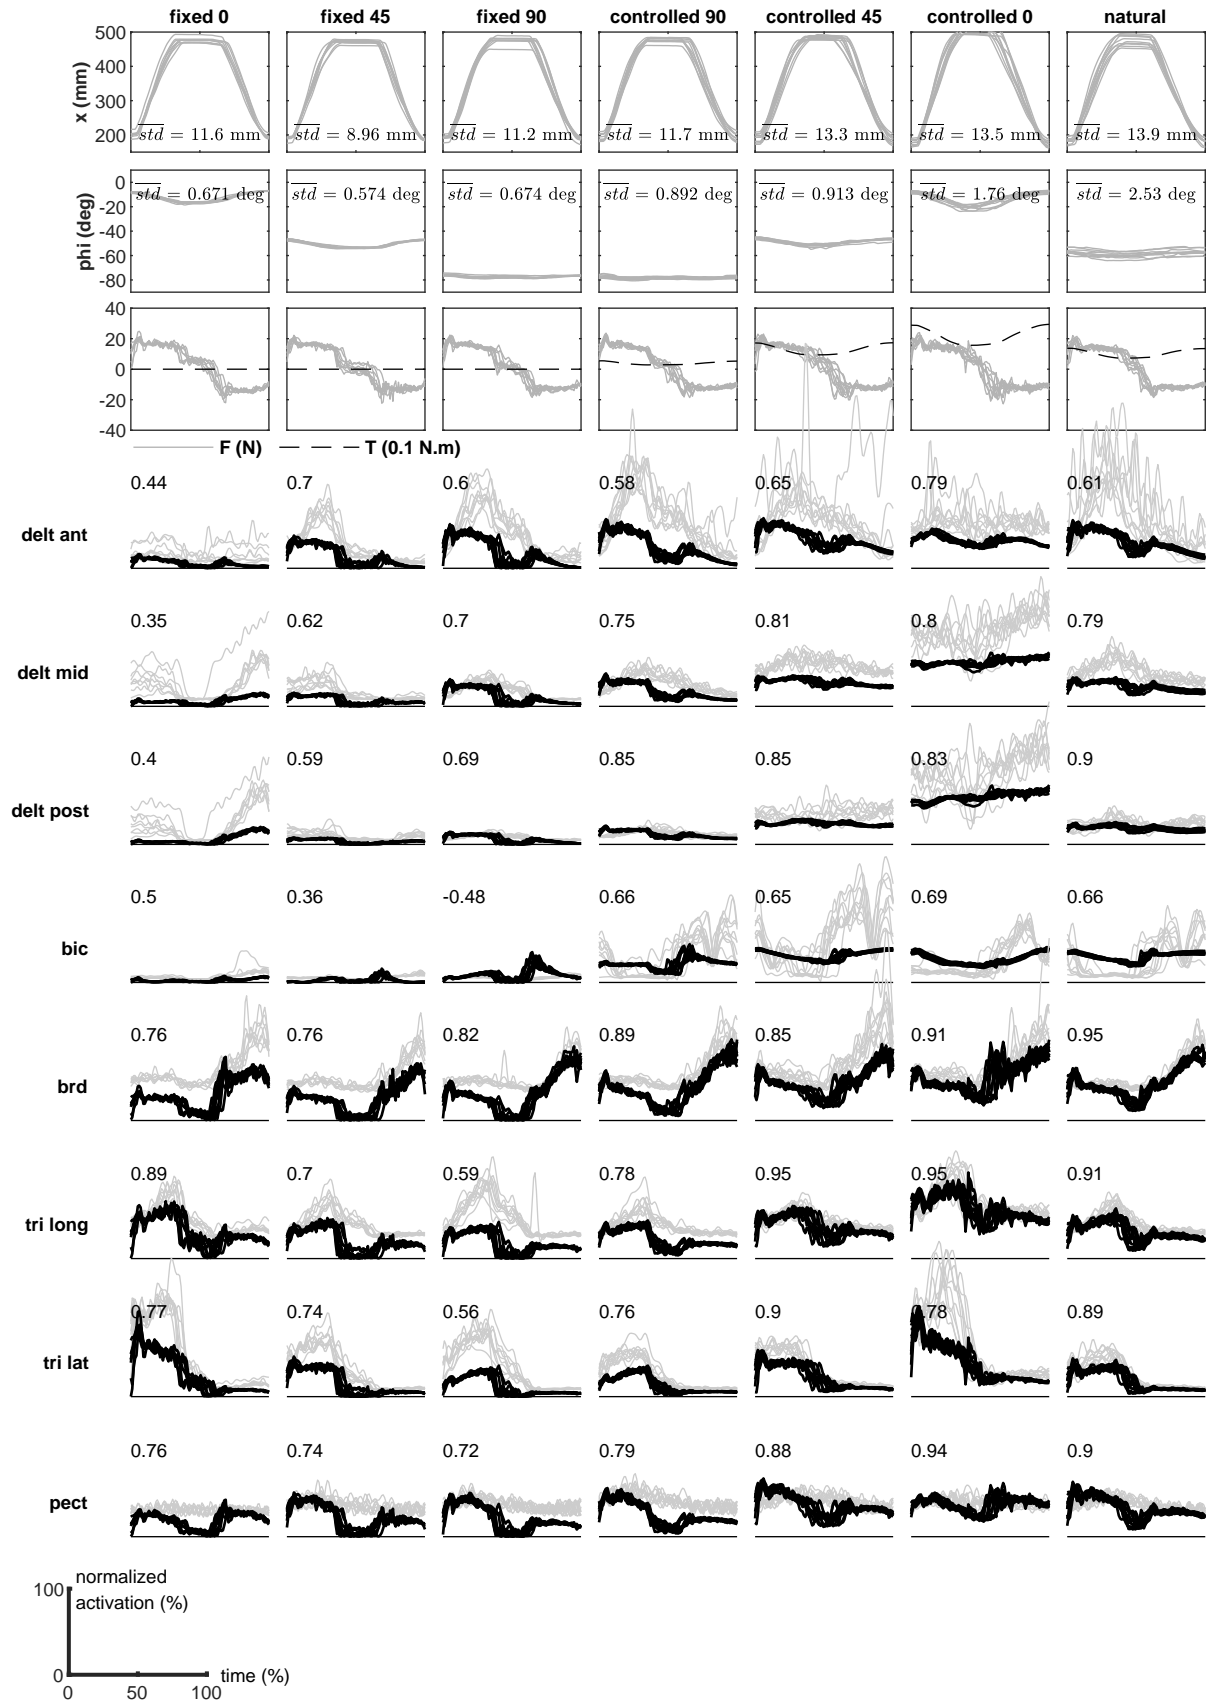 fixed 0 fixed 45 fixed 90 controlled 90 controlled 45 controlled 0 natural
x (mm)
500
400
300
200
std = 11.6 mm std = 8.96 mm std = 11.2 mm std = 11.7 mm std = 13.3 mm std = 13.5 mm std = 13.9 mm
phi (deg)
0
-20
-40
-60
-80
std = 0.671 deg std = 0.574 deg std = 0.674 deg std = 0.892 deg std = 0.913 deg std = 1.76 deg std = 2.53 deg
40
20
0
-20
-40
F (N) T (0.1 N.m)
0.44 0.7 0.6 0.58 0.65 0.79 0.61
delt ant
0.35 0.62 0.7 0.75 0.81 0.8 0.79
delt mid
0.4 0.59 0.69 0.85 0.85 0.83 0.9
delt post
0.5 0.36 -0.48 0.66 0.65 0.69 0.66
bic
0.76 0.76 0.82 0.89 0.85 0.91 0.95
brd
0.89 0.7 0.59 0.78 0.95 0.95 0.91
tri long
0.77 0.74 0.56 0.76 0.9 0.78 0.89
tri lat
0.76 0.74 0.72 0.79 0.88 0.94 0.9
pect
100 normalized
activation (%)
0 time (%)
0 50 100